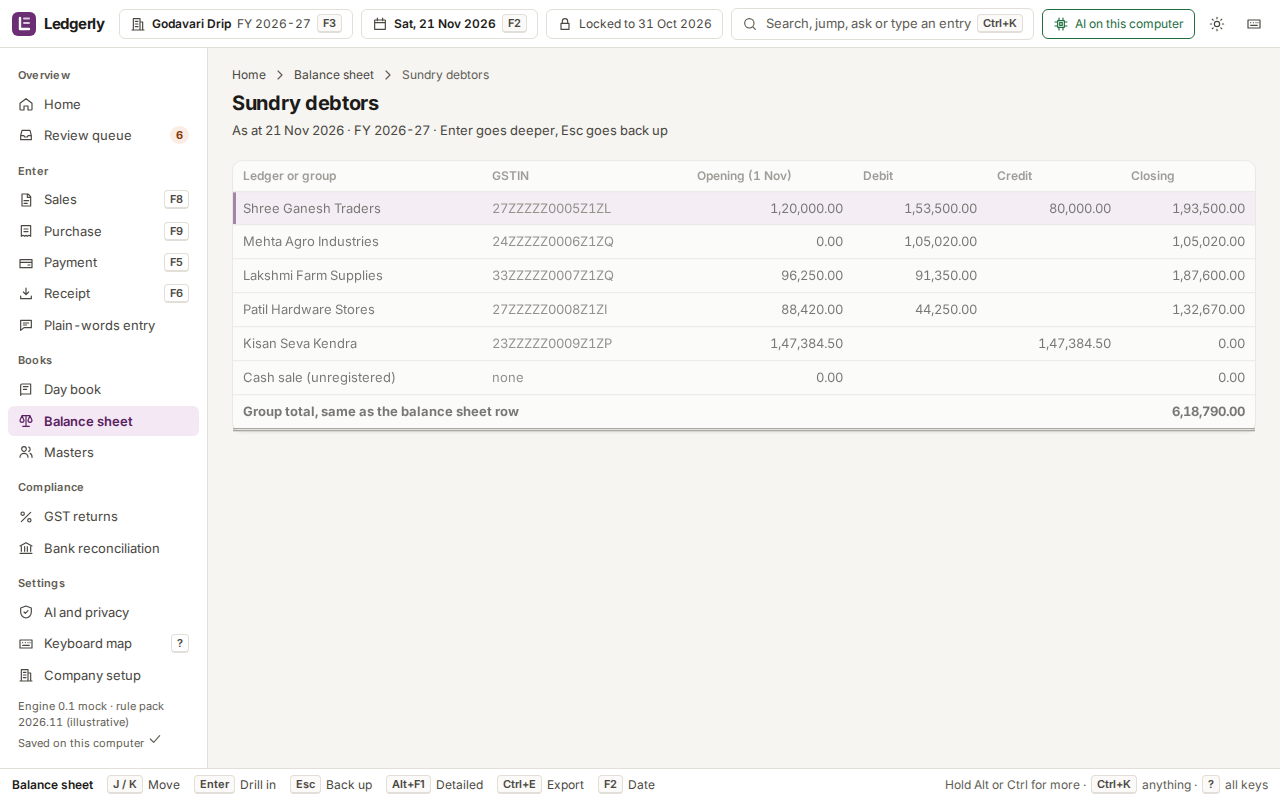 Ledgerly
Godavari Drip FY 2026-27 F3
Sat, 21 Nov 2026 F2
Locked to 31 Oct 2026
Search, jump, ask or type an entry Ctrl+K
AI on this computer
Overview
Home
Review queue 6
Enter
Sales F8
Purchase F9
Payment F5
Receipt F6
Plain-words entry
Books
Day book
Balance sheet
Masters
Compliance
GST returns
Bank reconciliation
Settings
AI and privacy
Keyboard map ?
Company setup
Engine 0.1 mock · rule pack
2026.11 (illustrative)
Saved on this computer
Home > Balance sheet > Sundry debtors
Sundry debtors
As at 21 Nov 2026 · FY 2026-27 · Enter goes deeper, Esc goes back up
Ledger or group GSTIN Opening (1 Nov) Debit Credit Closing
Shree Ganesh Traders 27ZZZZZ0005Z1ZL 1,20,000.00 1,53,500.00 80,000.00 1,93,500.00
Mehta Agro Industries 24ZZZZZ0006Z1ZQ 0.00 1,05,020.00 1,05,020.00
Lakshmi Farm Supplies 33ZZZZZ0007Z1ZQ 96,250.00 91,350.00 1,87,600.00
Patil Hardware Stores 27ZZZZZ0008Z1ZI 88,420.00 44,250.00 1,32,670.00
Kisan Seva Kendra 23ZZZZZ0009Z1ZP 1,47,384.50 1,47,384.50 0.00
Cash sale (unregistered) none 0.00 0.00
Group total, same as the balance sheet row 6,18,790.00
Balance sheet J / K Move Enter Drill in Esc Back up Alt+F1 Detailed Ctrl+E Export F2 Date
Hold Alt or Ctrl for more · Ctrl+K anything · ? all keys